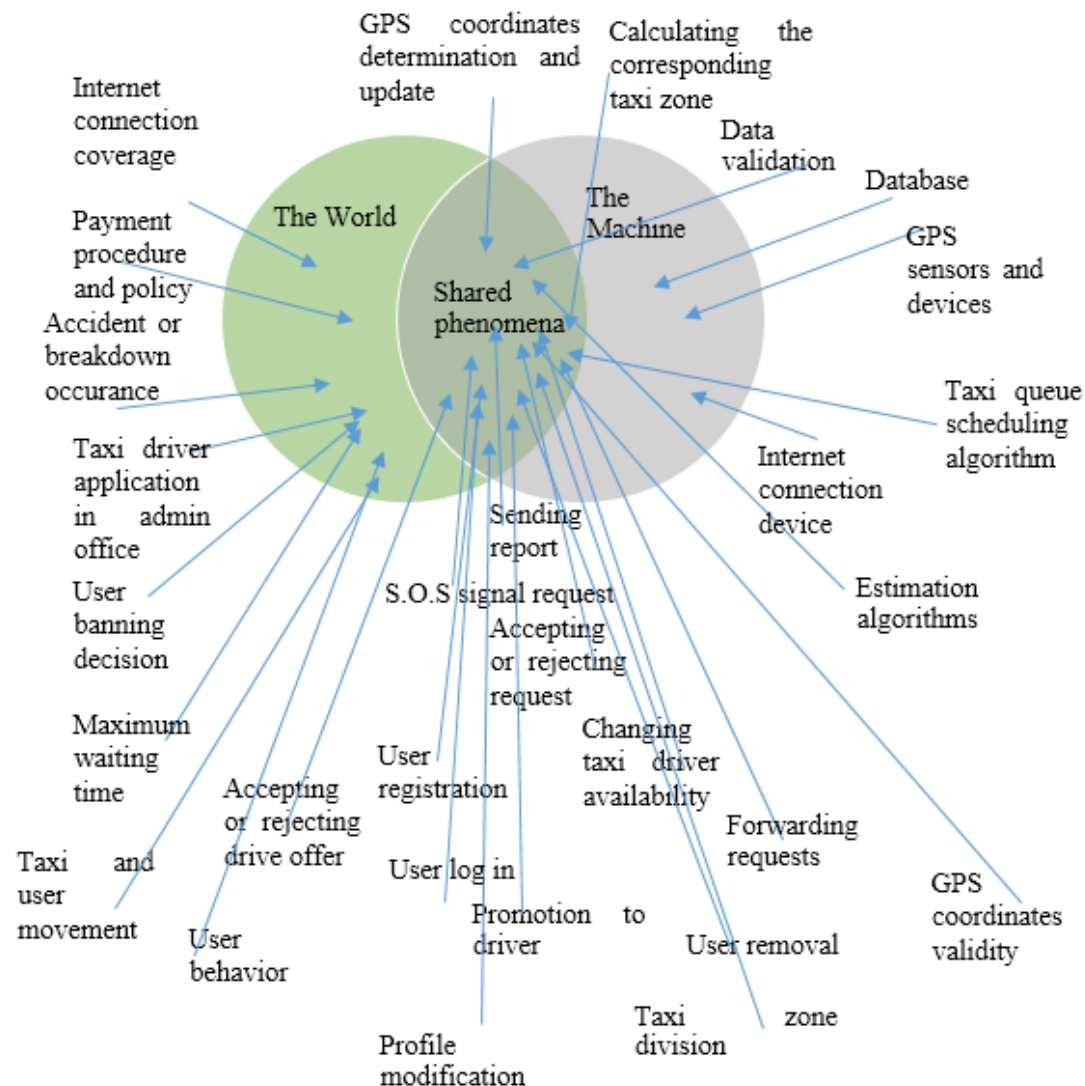 GPS coordinates
determination and
update
Calculating the
corresponding
taxi zone
Internet
connection
coverage
Data
validation
Database
The World
The
Machine
Payment
procedure
and policy
GPS
sensors and
devices
Shared
phenomena
Accident or
breakdown
occurance
Taxi queue
scheduling
algorithm
Taxi driver
application
in admin
office
Internet
connection
device
Sending
report
User
banning
decision
S.O.S signal request
Estimation
algorithms
Accepting
or rejecting
request
Maximum
waiting
time
Changing
taxi driver
availability
User
registration
Accepting
or rejecting
drive offer
Forwarding
requests
Taxi and
user
movement
User log in
GPS
coordinates
validity
Promotion to
driver
User removal
User
behavior
Taxi zone
division
Profile
modification